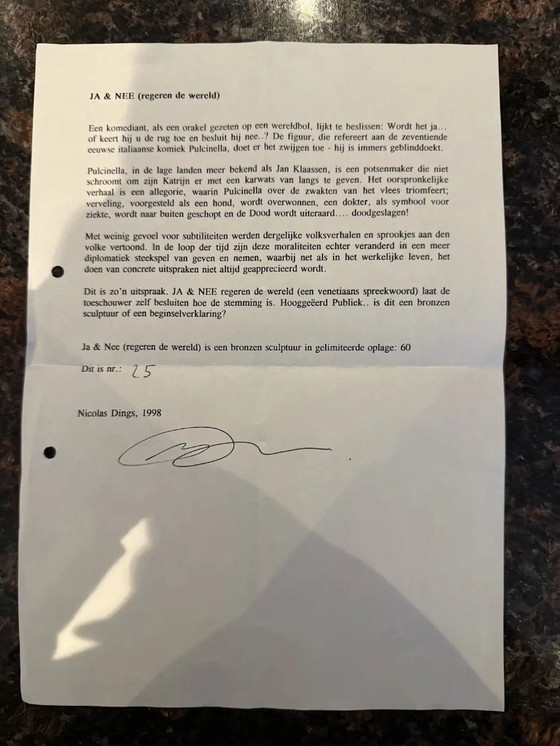 JA & NEE (regeren de wereld)
Een komediant, als een orakel gezeten op een wereldbol, lijkt te beslissen: Wordt het ja...
of keert hij u de rug toe en besluit hij nee..? De figuur, die refereert aan de zeventiende
eeuwse italiaanse komiek Pulcinella, doet er het zwijgen toe - hij is immers geblinddoekt.
Pulcinella, in de lage landen meer bekend als Jan Klaassen, is een potsenmaker die niet
schroomt om zijn Katrijn er met een karwats van langs te geven. Het oorspronkelijke
verhaal is een allegorie, waarin Pulcinella over de zwakten van het vlees triomfeert;
verveling, voorgesteld als een hond, wordt overwonnen, een dokter, als symbool voor
ziekte, wordt naar buiten geschopt en de Dood wordt uiteraard.... doodgeslagen!
Met weinig gevoel voor subtiliteiten werden dergelijke volksverhalen en sprookjes aan den
volke vertoond. In de loop der tijd zijn deze moraliteiten echter veranderd in een meer
diplomatiek steekspel van geven en nemen, waarbij net als in het werkelijke leven, het
doen van concrete uitspraken niet altijd geapprecieerd wordt.
Dit is zo'n uitspraak. JA & NEE regeren de wereld (een venetiaans spreekwoord) laat de
toeschouwer zelf besluiten hoe de stemming is. Hooggeëerd Publiek.. is dit een bronzen
sculptuur of een beginselverklaring?
Ja & Nee (regeren de wereld) is een bronzen sculptuur in gelimiteerde oplage: 60
Dit is nr.: 25
Nicolas Dings, 1998